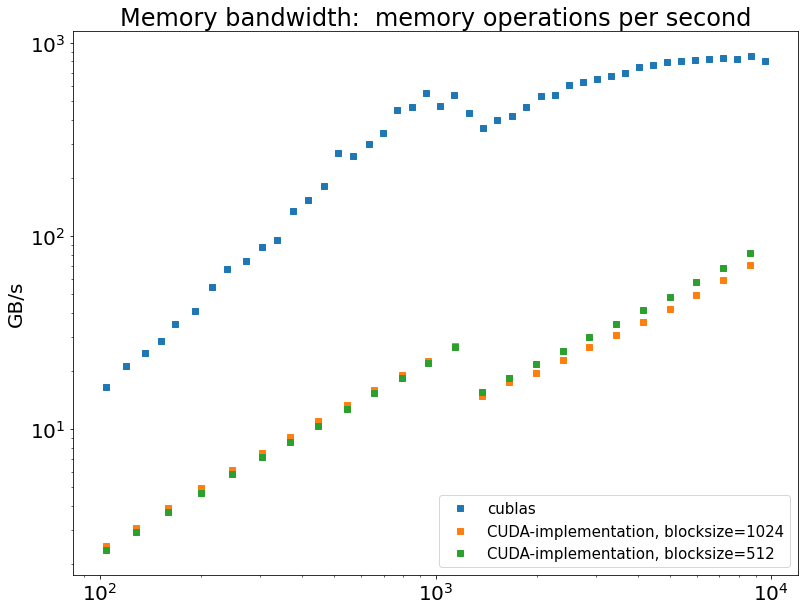 Memory bandwidth:  memory operations per second
10³
10²
10¹
GB/s
cublas
CUDA-implementation, blocksize=1024
CUDA-implementation, blocksize=512
10² 10³ 10⁴